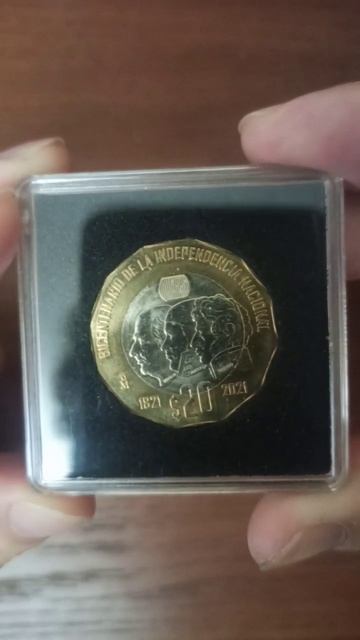 BICENTENARIO DE LA INDEPENDENCIA NACIONAL
1821 $20 2021